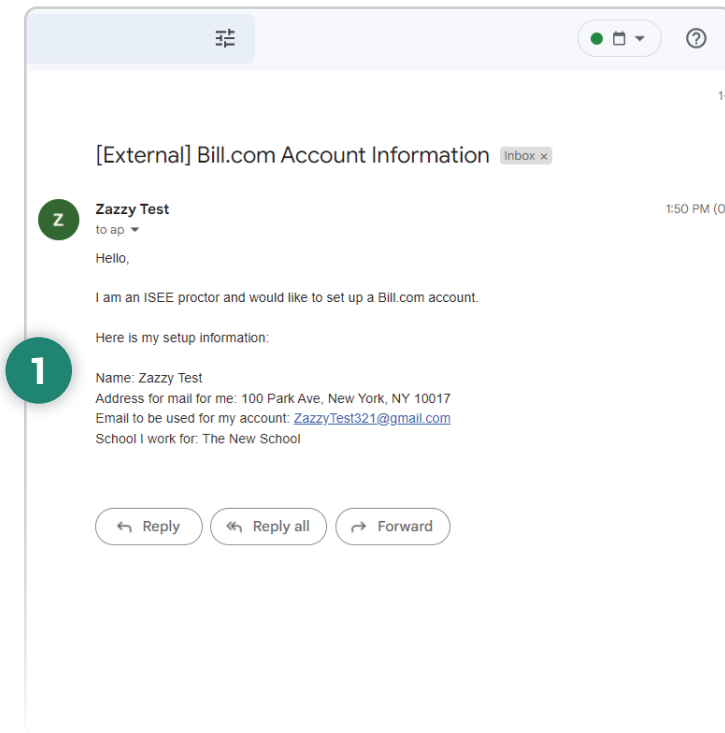 [External] Bill.com Account Information Inbox ×
Z
Zazzy Test
1:50 PM (0
to ap
Hello,
I am an ISEE proctor and would like to set up a Bill.com account.
Here is my setup information:
1
Name: Zazzy Test
Address for mail for me: 100 Park Ave, New York, NY 10017
Email to be used for my account: ZazzyTest321@gmail.com
School I work for: The New School
Reply
Reply all
Forward